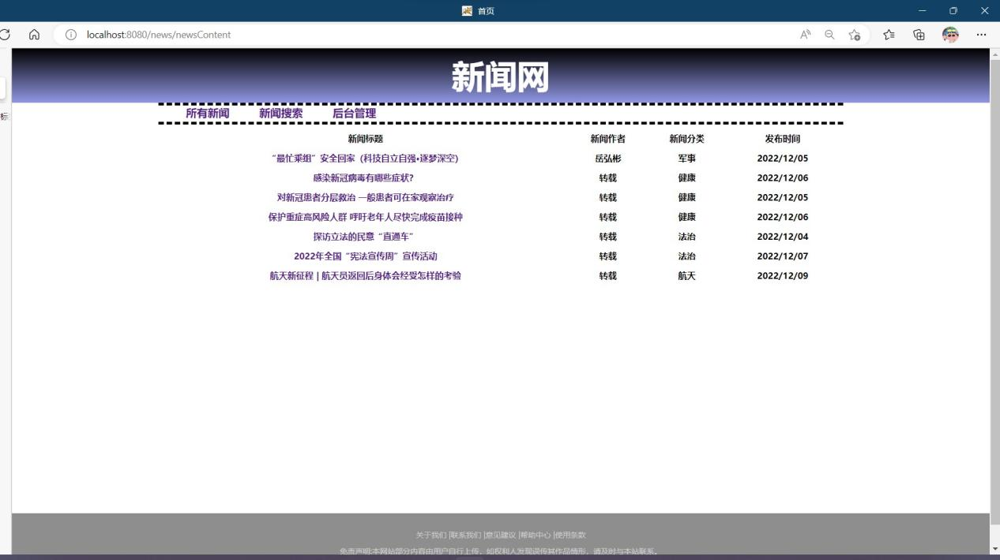 首页
localhost:8080/news/newsContent
新闻网
标
所有新闻 新闻搜索 后台管理
新闻标题 新闻作者 新闻分类 发布时间
“最忙乘组”安全回家（科技自立自强•逐梦深空） 岳弘彬 军事 2022/12/05
感染新冠病毒有哪些症状? 转载 健康 2022/12/06
对新冠患者分层救治 一般患者可在家观察治疗 转载 健康 2022/12/05
保护重症高风险人群 呼吁老年人尽快完成疫苗接种 转载 健康 2022/12/06
探访立法的民意“直通车” 转载 法治 2022/12/04
2022年全国“宪法宣传周”宣传活动 转载 法治 2022/12/07
航天新征程 | 航天员返回后身体会经受怎样的考验 转载 航天 2022/12/09
关于我们 |联系我们 |意见建议 |帮助中心 |使用条款
免责声明:本网站部分内容由用户自行上传，如权利人发现误传其作品情形，请及时与本站联系。